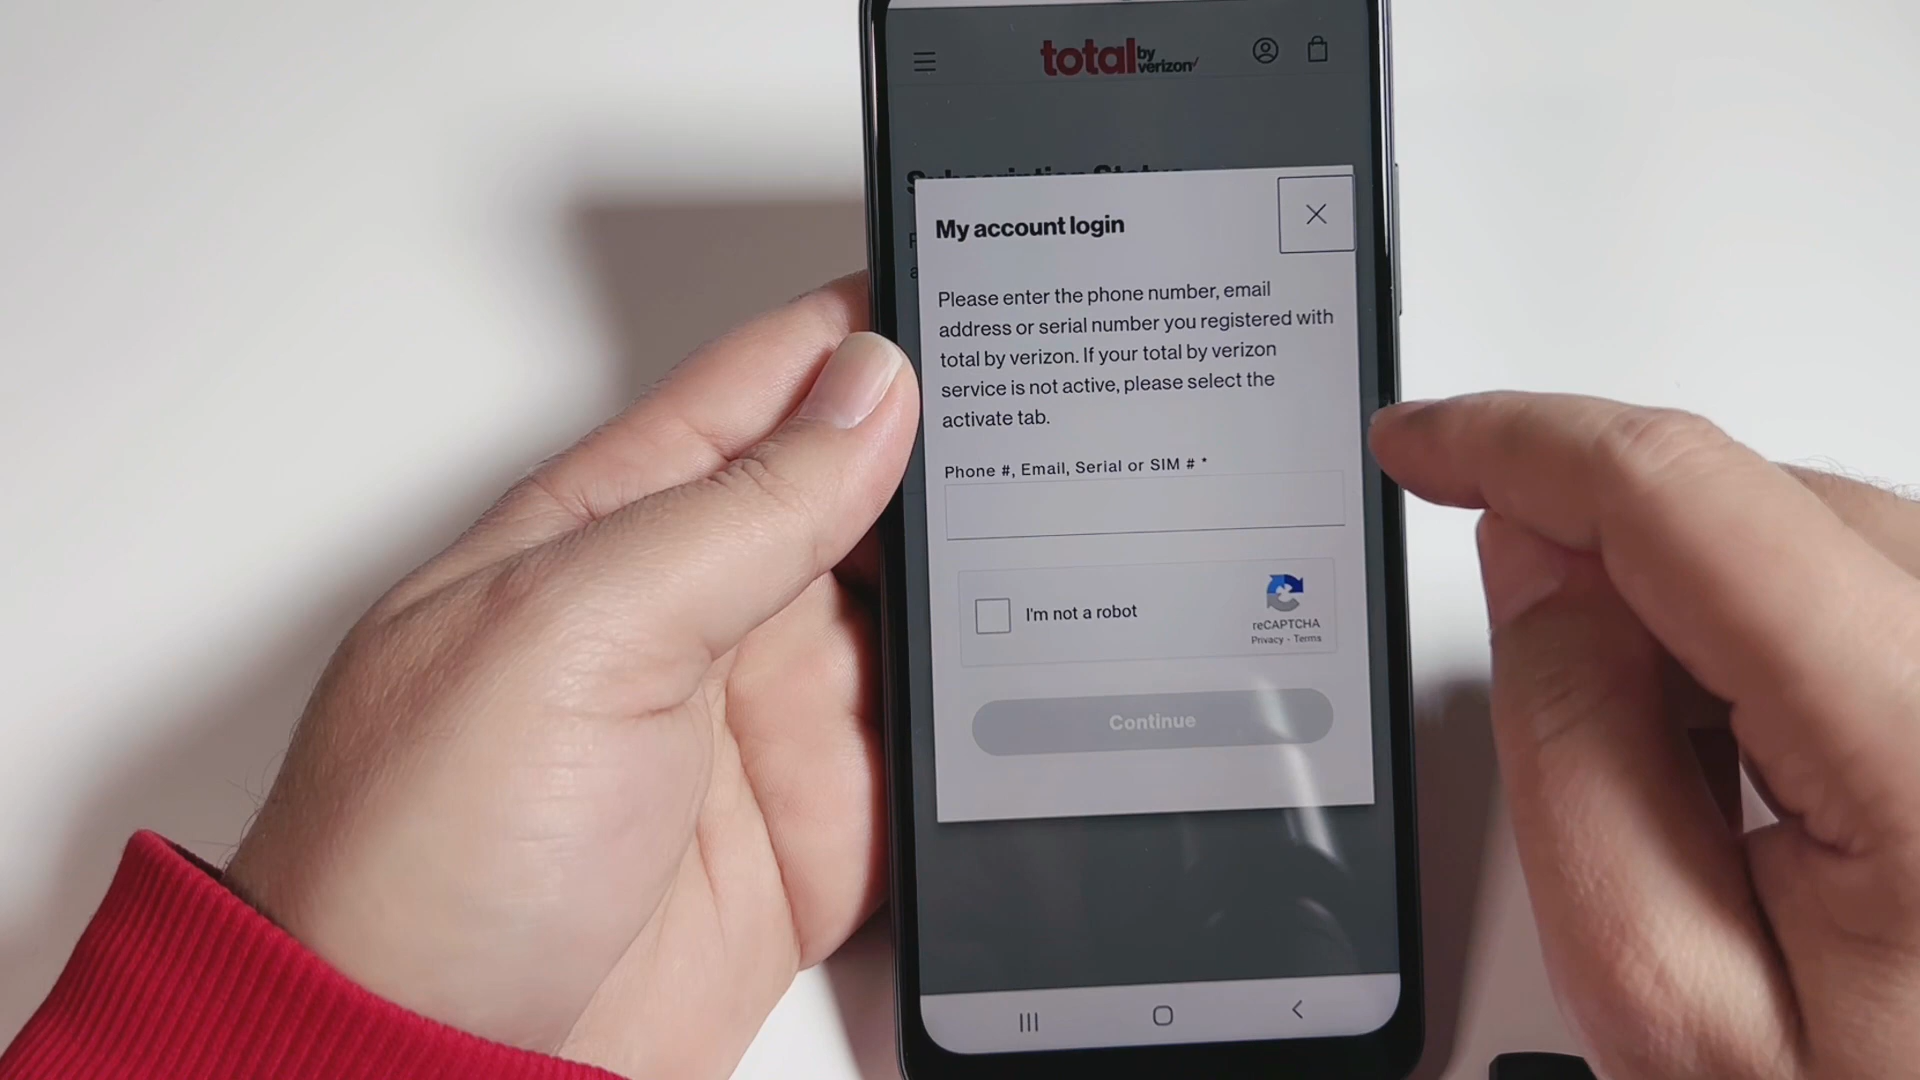 total by verizon
Subscription Status
My account login
Please enter the phone number, email
address or serial number you registered with
total by verizon. If your total by verizon
service is not active, please select the
activate tab.
Phone #, Email, Serial or SIM # *
I'm not a robot
reCAPTCHA
Privacy - Terms
Continue